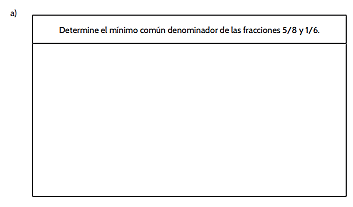 a)
Determine el mínimo común denominador de las fracciones 5/8 y 1/6.